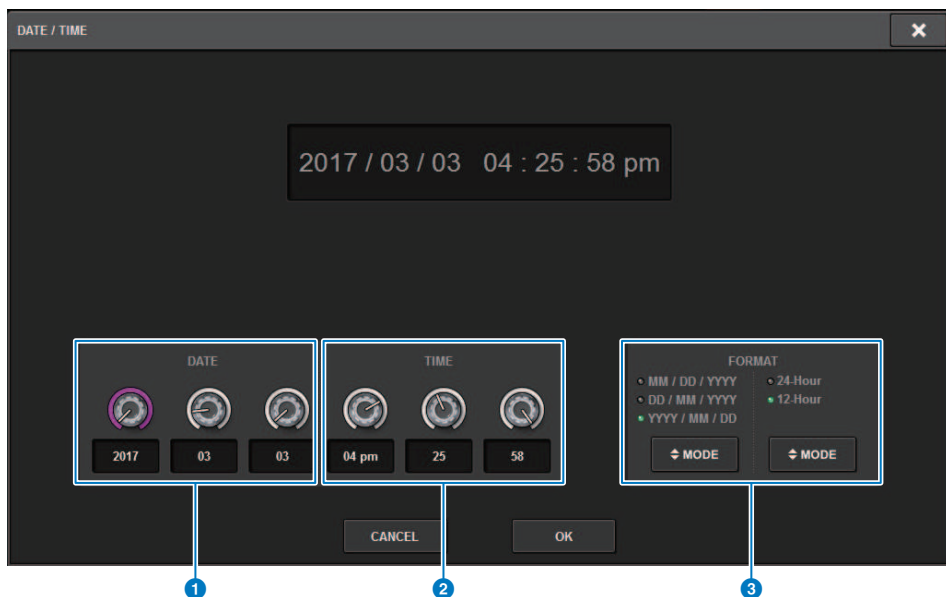 DATE / TIME
2017 / 03 / 03 04 : 25 : 58 pm
DATE
2017 03 03
TIME
04 pm 25 58
FORMAT
MM / DD / YYYY
DD / MM / YYYY
YYYY / MM / DD
MODE
24-Hour
12-Hour
MODE
CANCEL
OK
1
2
3